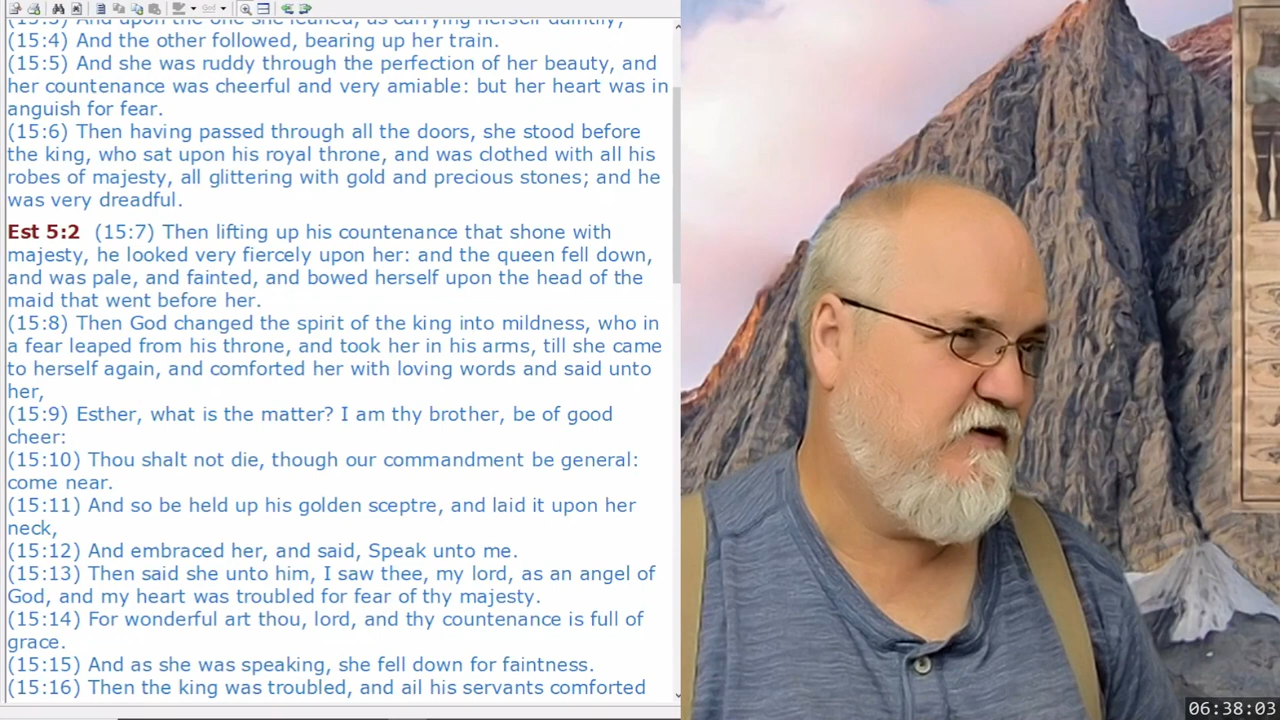 (15:3) And upon the one she leaned, as carrying herself daintily;
(15:4) And the other followed, bearing up her train.
(15:5) And she was ruddy through the perfection of her beauty, and
her countenance was cheerful and very amiable: but her heart was in
anguish for fear.
(15:6) Then having passed through all the doors, she stood before
the king, who sat upon his royal throne, and was clothed with all his
robes of majesty, all glittering with gold and precious stones; and he
was very dreadful.
Est 5:2 (15:7) Then lifting up his countenance that shone with
majesty, he looked very fiercely upon her: and the queen fell down,
and was pale, and fainted, and bowed herself upon the head of the
maid that went before her.
(15:8) Then God changed the spirit of the king into mildness, who in
a fear leaped from his throne, and took her in his arms, till she came
to herself again, and comforted her with loving words and said unto
her,
(15:9) Esther, what is the matter? I am thy brother, be of good
cheer:
(15:10) Thou shalt not die, though our commandment be general:
come near.
(15:11) And so be held up his golden sceptre, and laid it upon her
neck,
(15:12) And embraced her, and said, Speak unto me.
(15:13) Then said she unto him, I saw thee, my lord, as an angel of
God, and my heart was troubled for fear of thy majesty.
(15:14) For wonderful art thou, lord, and thy countenance is full of
grace.
(15:15) And as she was speaking, she fell down for faintness.
(15:16) Then the king was troubled, and ail his servants comforted
06:38:03